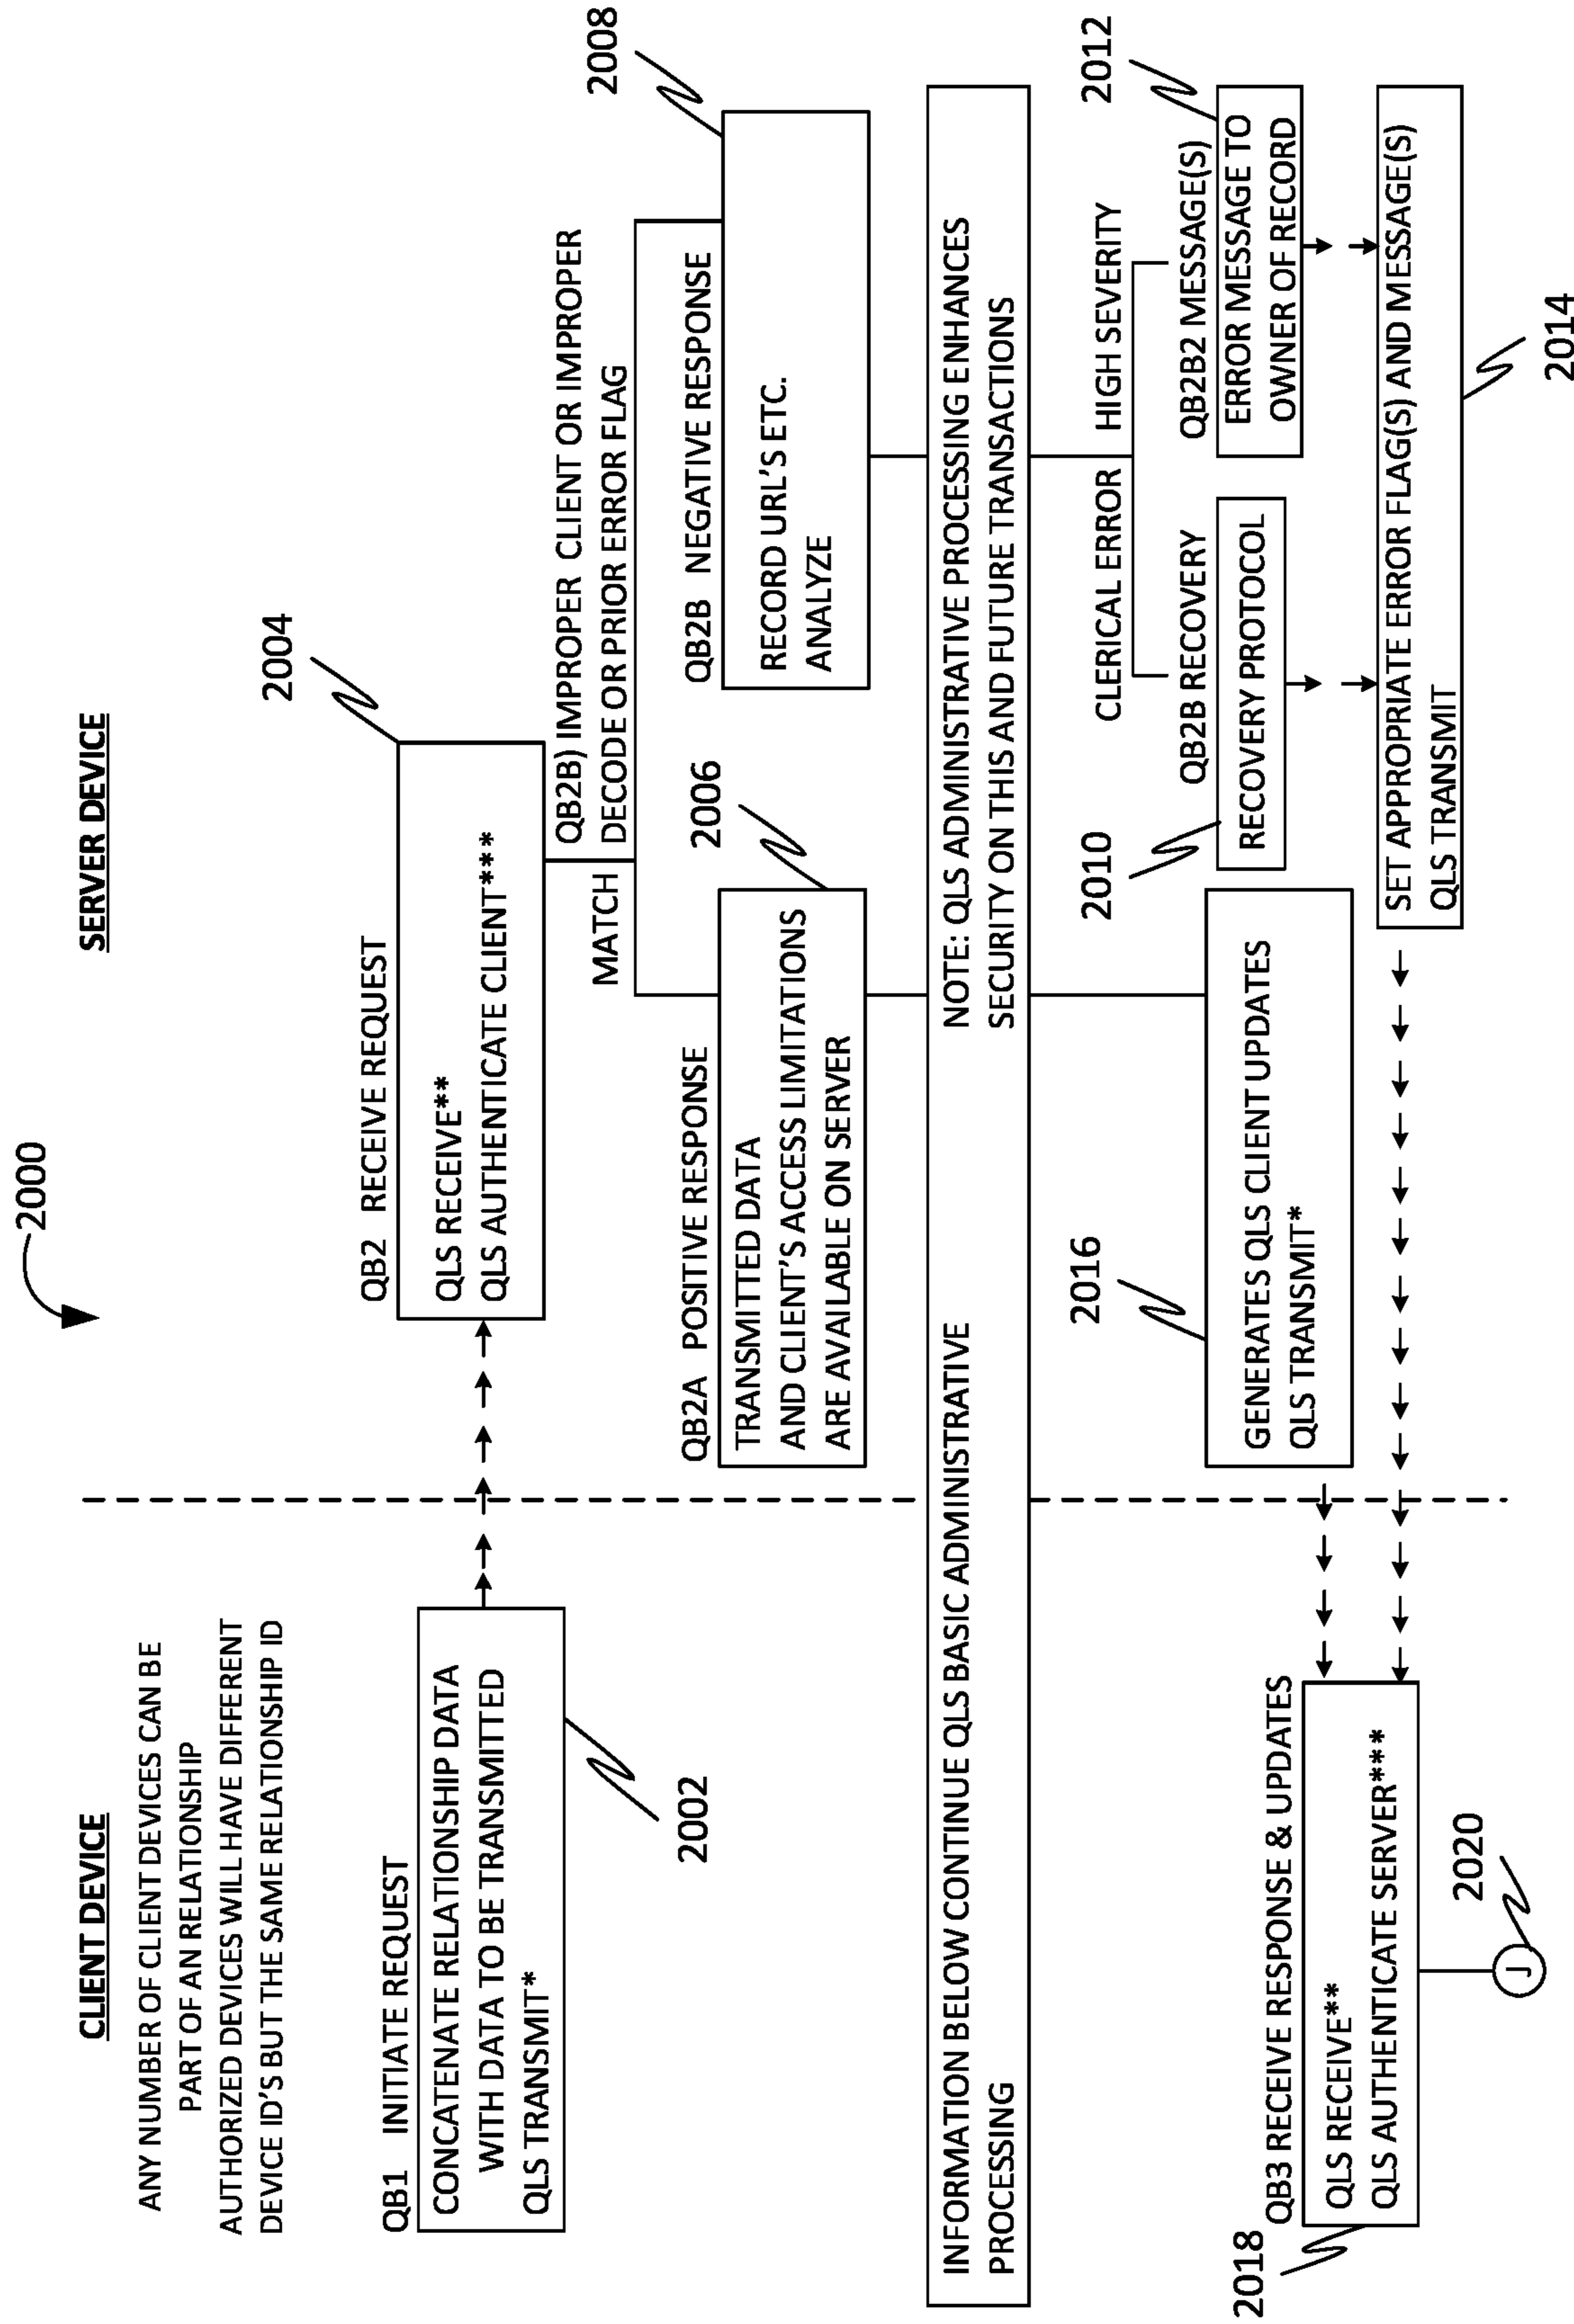 2000
CLIENT DEVICE
SERVER DEVICE
ANY NUMBER OF CLIENT DEVICES CAN BE
PART OF AN RELATIONSHIP
AUTHORIZED DEVICES WILL HAVE DIFFERENT
DEVICE ID'S BUT THE SAME RELATIONSHIP ID
QB1 INITIATE REQUEST
CONCATENATE RELATIONSHIP DATA
WITH DATA TO BE TRANSMITTED
QLS TRANSMIT*
2002
QB2 RECEIVE REQUEST
QLS RECEIVE**
QLS AUTHENTICATE CLIENT***
2004
MATCH
QB2B) IMPROPER CLIENT OR IMPROPER
DECODE OR PRIOR ERROR FLAG
QB2A POSITIVE RESPONSE
TRANSMITTED DATA
AND CLIENT'S ACCESS LIMITATIONS
ARE AVAILABLE ON SERVER
2006
QB2B NEGATIVE RESPONSE
RECORD URL'S ETC.
ANALYZE
2008
INFORMATION BELOW CONTINUE QLS BASIC ADMINISTRATIVE
PROCESSING
NOTE: QLS ADMINISTRATIVE PROCESSING ENHANCES
SECURITY ON THIS AND FUTURE TRANSACTIONS
CLERICAL ERROR
HIGH SEVERITY
QB2B RECOVERY
RECOVERY PROTOCOL
2010
QB2B2 MESSAGE(S)
ERROR MESSAGE TO
OWNER OF RECORD
2012
2016
GENERATES QLS CLIENT UPDATES
QLS TRANSMIT*
SET APPROPRIATE ERROR FLAG(S) AND MESSAGE(S)
QLS TRANSMIT
2014
QB3 RECEIVE RESPONSE & UPDATES
QLS RECEIVE**
QLS AUTHENTICATE SERVER***
2018
J
2020